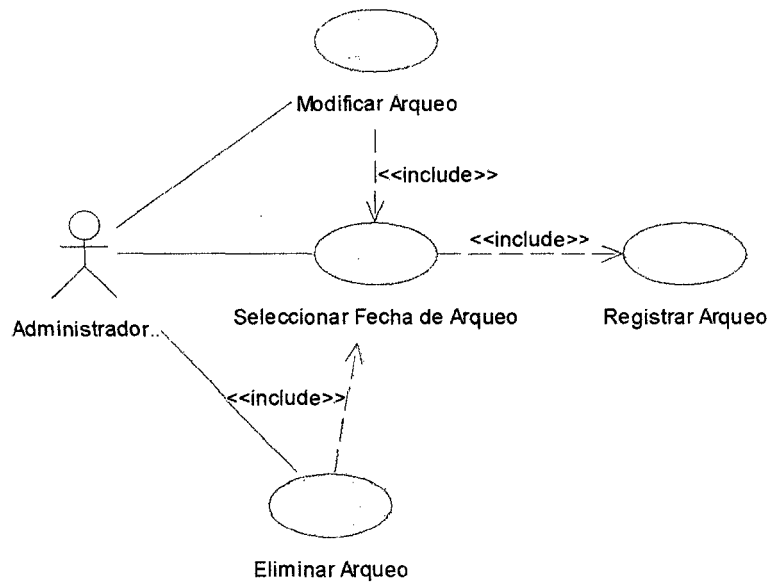 Modificar Arqueo
<<include>>
<<include>>
Administrador..
Seleccionar Fecha de Arqueo
Registrar Arqueo
<<include>>
Eliminar Arqueo